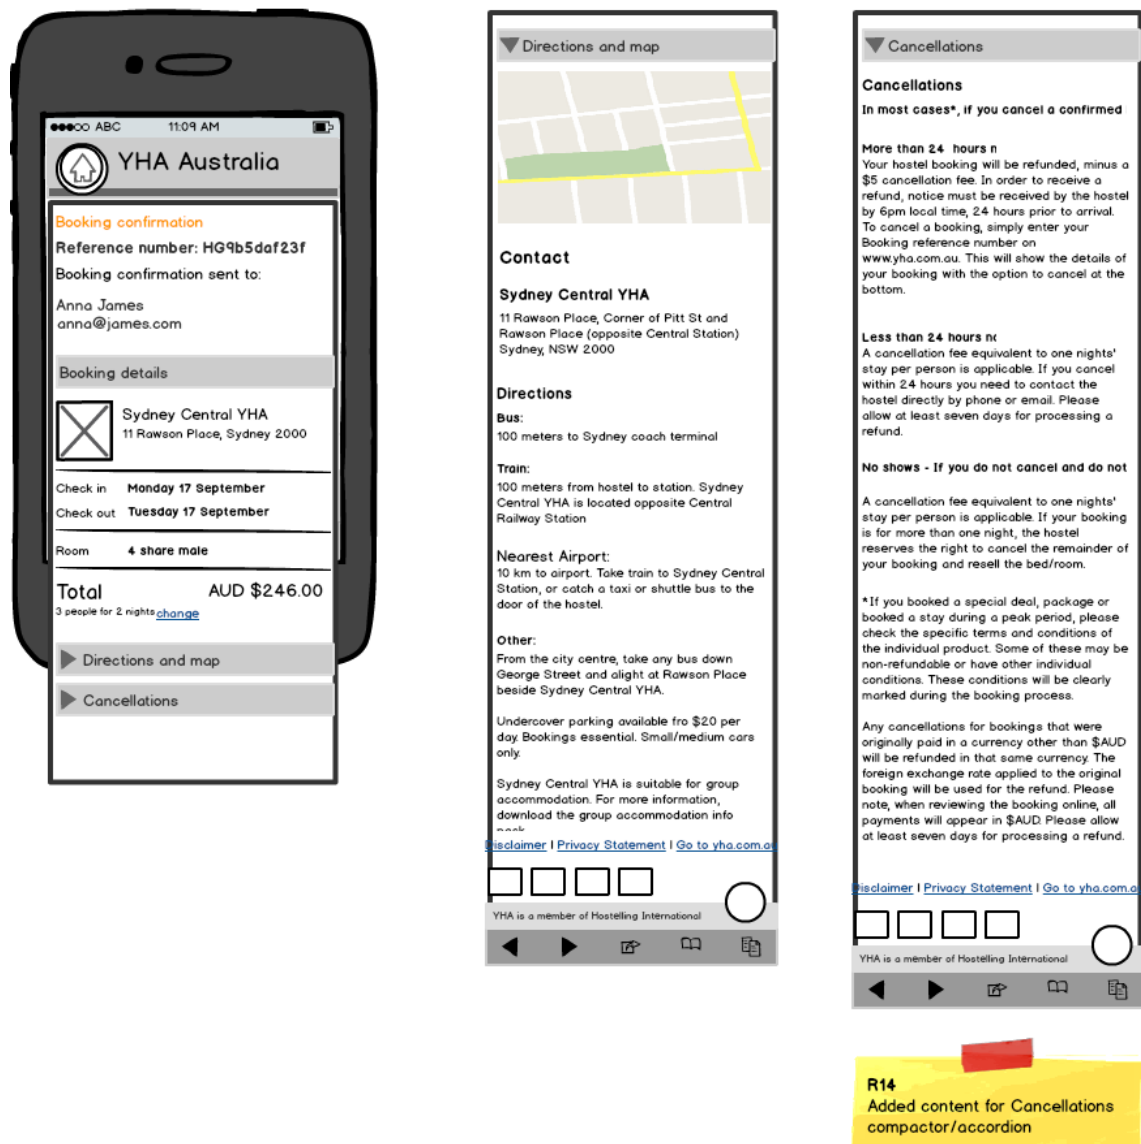 ABC 11:09 AM
YHA Australia
Booking confirmation
Reference number: HG9b5daf23f
Booking confirmation sent to:
Anna James
anna@james.com
Booking details
Sydney Central YHA
11 Rawson Place, Sydney 2000
Check in Monday 17 September
Check out Tuesday 17 September
Room 4 share male
Total AUD $246.00
3 people for 2 nights change
Directions and map
Cancellations
Directions and map
Contact
Sydney Central YHA
11 Rawson Place, Corner of Pitt St and
Rawson Place (opposite Central Station)
Sydney, NSW 2000
Directions
Bus:
100 meters to Sydney coach terminal
Train:
100 meters from hostel to station. Sydney
Central YHA is located opposite Central
Railway Station
Nearest Airport:
10 km to airport. Take train to Sydney Central
Station, or catch a taxi or shuttle bus to the
door of the hostel.
Other:
From the city centre, take any bus down
George Street and alight at Rawson Place
beside Sydney Central YHA.
Undercover parking available fro $20 per
day. Bookings essential. Small/medium cars
only.
Sydney Central YHA is suitable for group
accommodation. For more information,
download the group accommodation info
Disclaimer | Privacy Statement | Go to yha.com.au
YHA is a member of Hostelling International
Cancellations
Cancellations
In most cases*, if you cancel a confirmed
More than 24 hours n
Your hostel booking will be refunded, minus a
$5 cancellation fee. In order to receive a
refund, notice must be received by the hostel
by 6pm local time, 24 hours prior to arrival.
To cancel a booking, simply enter your
Booking reference number on
www.yha.com.au. This will show the details of
your booking with the option to cancel at the
bottom.
Less than 24 hours no
A cancellation fee equivalent to one nights'
stay per person is applicable. If you cancel
within 24 hours you need to contact the
hostel directly by phone or email. Please
allow at least seven days for processing a
refund.
No shows - If you do not cancel and do not
A cancellation fee equivalent to one nights'
stay per person is applicable. If your booking
is for more than one night, the hostel
reserves the right to cancel the remainder of
your booking and resell the bed/room.
*If you booked a special deal, package or
booked a stay during a peak period, please
check the specific terms and conditions of
the individual product. Some of these may be
non-refundable or have other individual
conditions. These conditions will be clearly
marked during the booking process.
Any cancellations for bookings that were
originally paid in a currency other than $AUD
will be refunded in that same currency. The
foreign exchange rate applied to the original
booking will be used for the refund. Please
note, when reviewing the booking online, all
payments will appear in $AUD. Please allow
at least seven days for processing a refund.
Disclaimer | Privacy Statement | Go to yha.com.a
YHA is a member of Hostelling International
R14
Added content for Cancellations
compactor/accordion